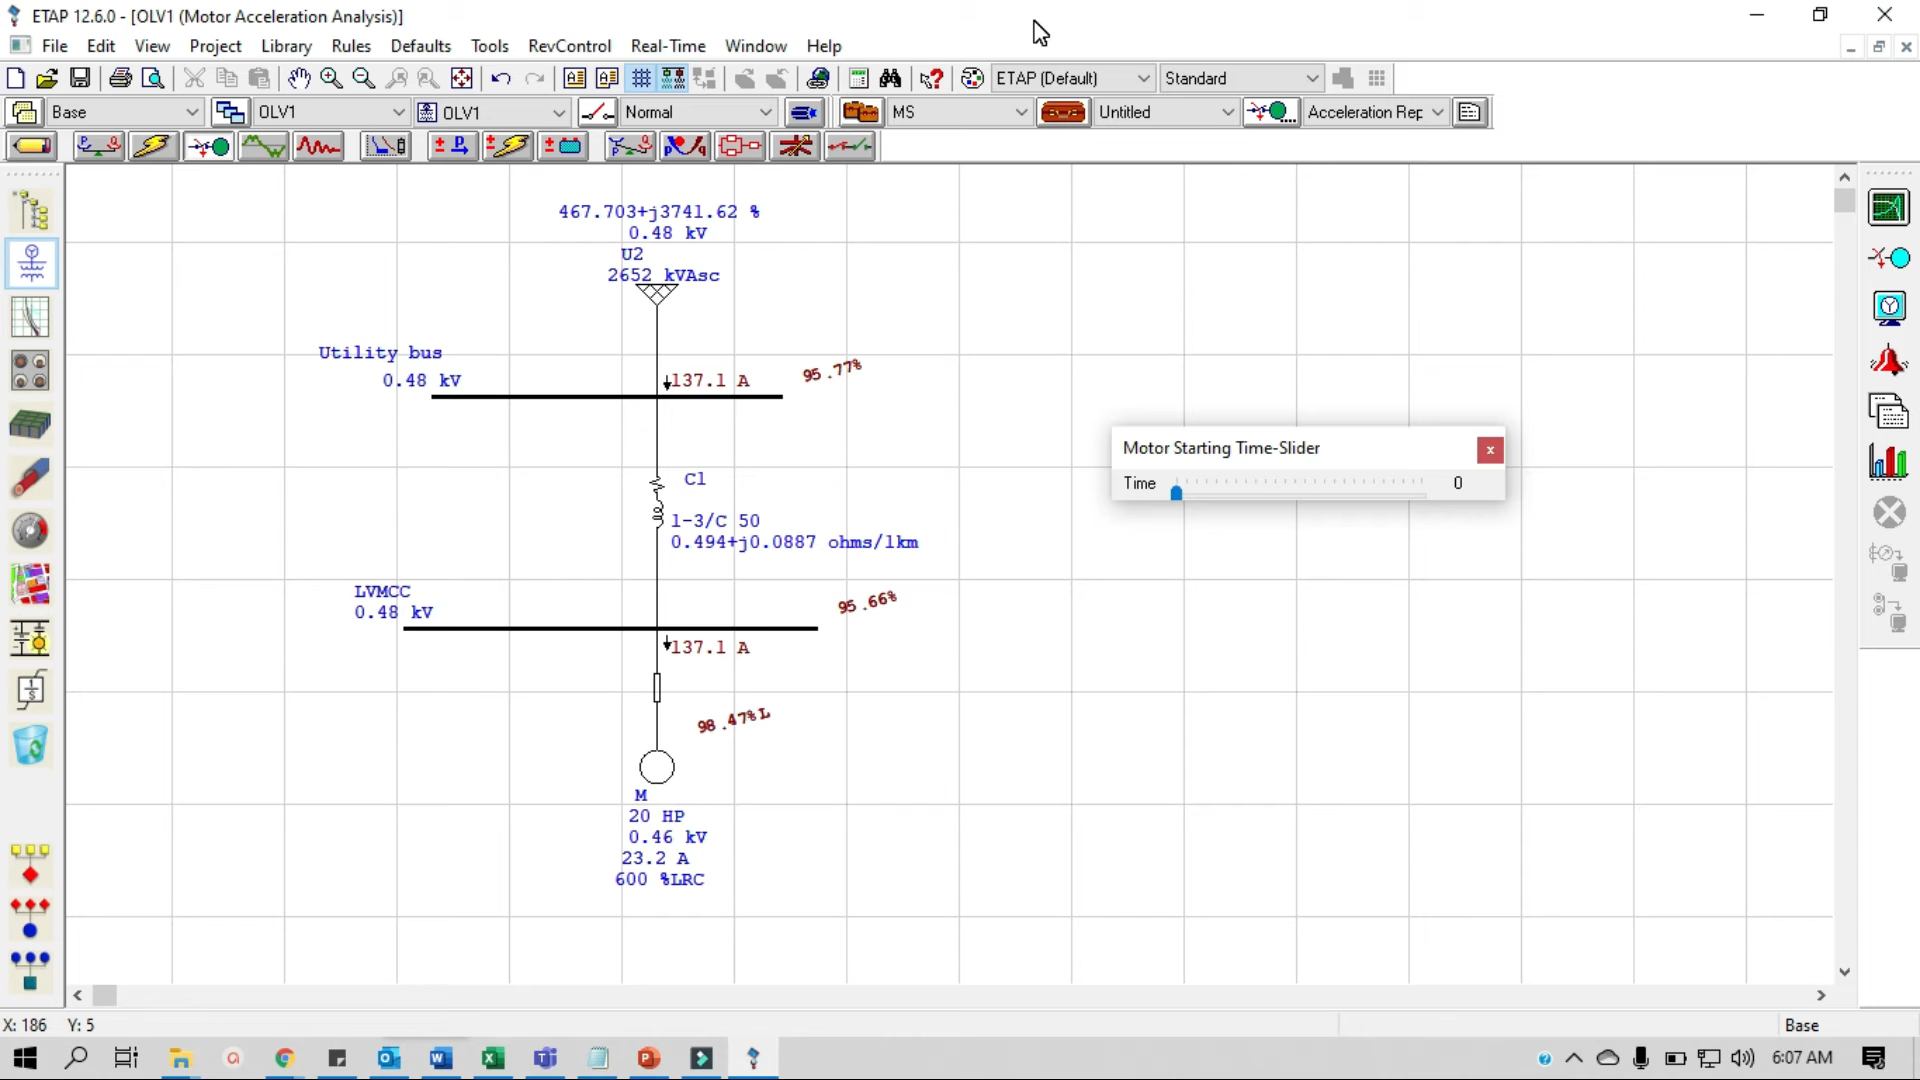 ETAP 12.6.0 - [OLV1 (Motor Acceleration Analysis)]
File Edit View Project Library Rules Defaults Tools RevControl Real-Time Window Help
ETAP (Default) Standard
Base OLV1 OLV1 Normal MS Untitled Acceleration Rep
467.703+j3741.62 %
0.48 kV
U2
2652 kVAsc
Utility bus
0.48 kV
137.1 A
95.77%
Motor Starting Time-Slider
Time 0
C1
1-3/C 50
0.494+j0.0887 ohms/1km
LVMCC
0.48 kV
95.66%
137.1 A
98.47%L
M
20 HP
0.46 kV
23.2 A
600 %LRC
X: 186 Y: 5
Base
6:07 AM